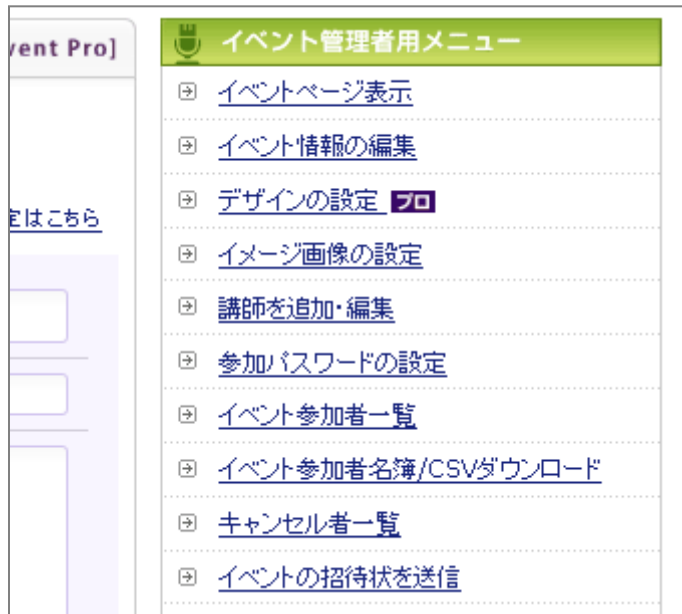 vent Pro]
定はこちら
イベント管理者用メニュー
イベントページ表示
イベント情報の編集
デザインの設定 プロ
イメージ画像の設定
講師を追加・編集
参加パスワードの設定
イベント参加者一覧
イベント参加者名簿/CSVダウンロード
キャンセル者一覧
イベントの招待状を送信